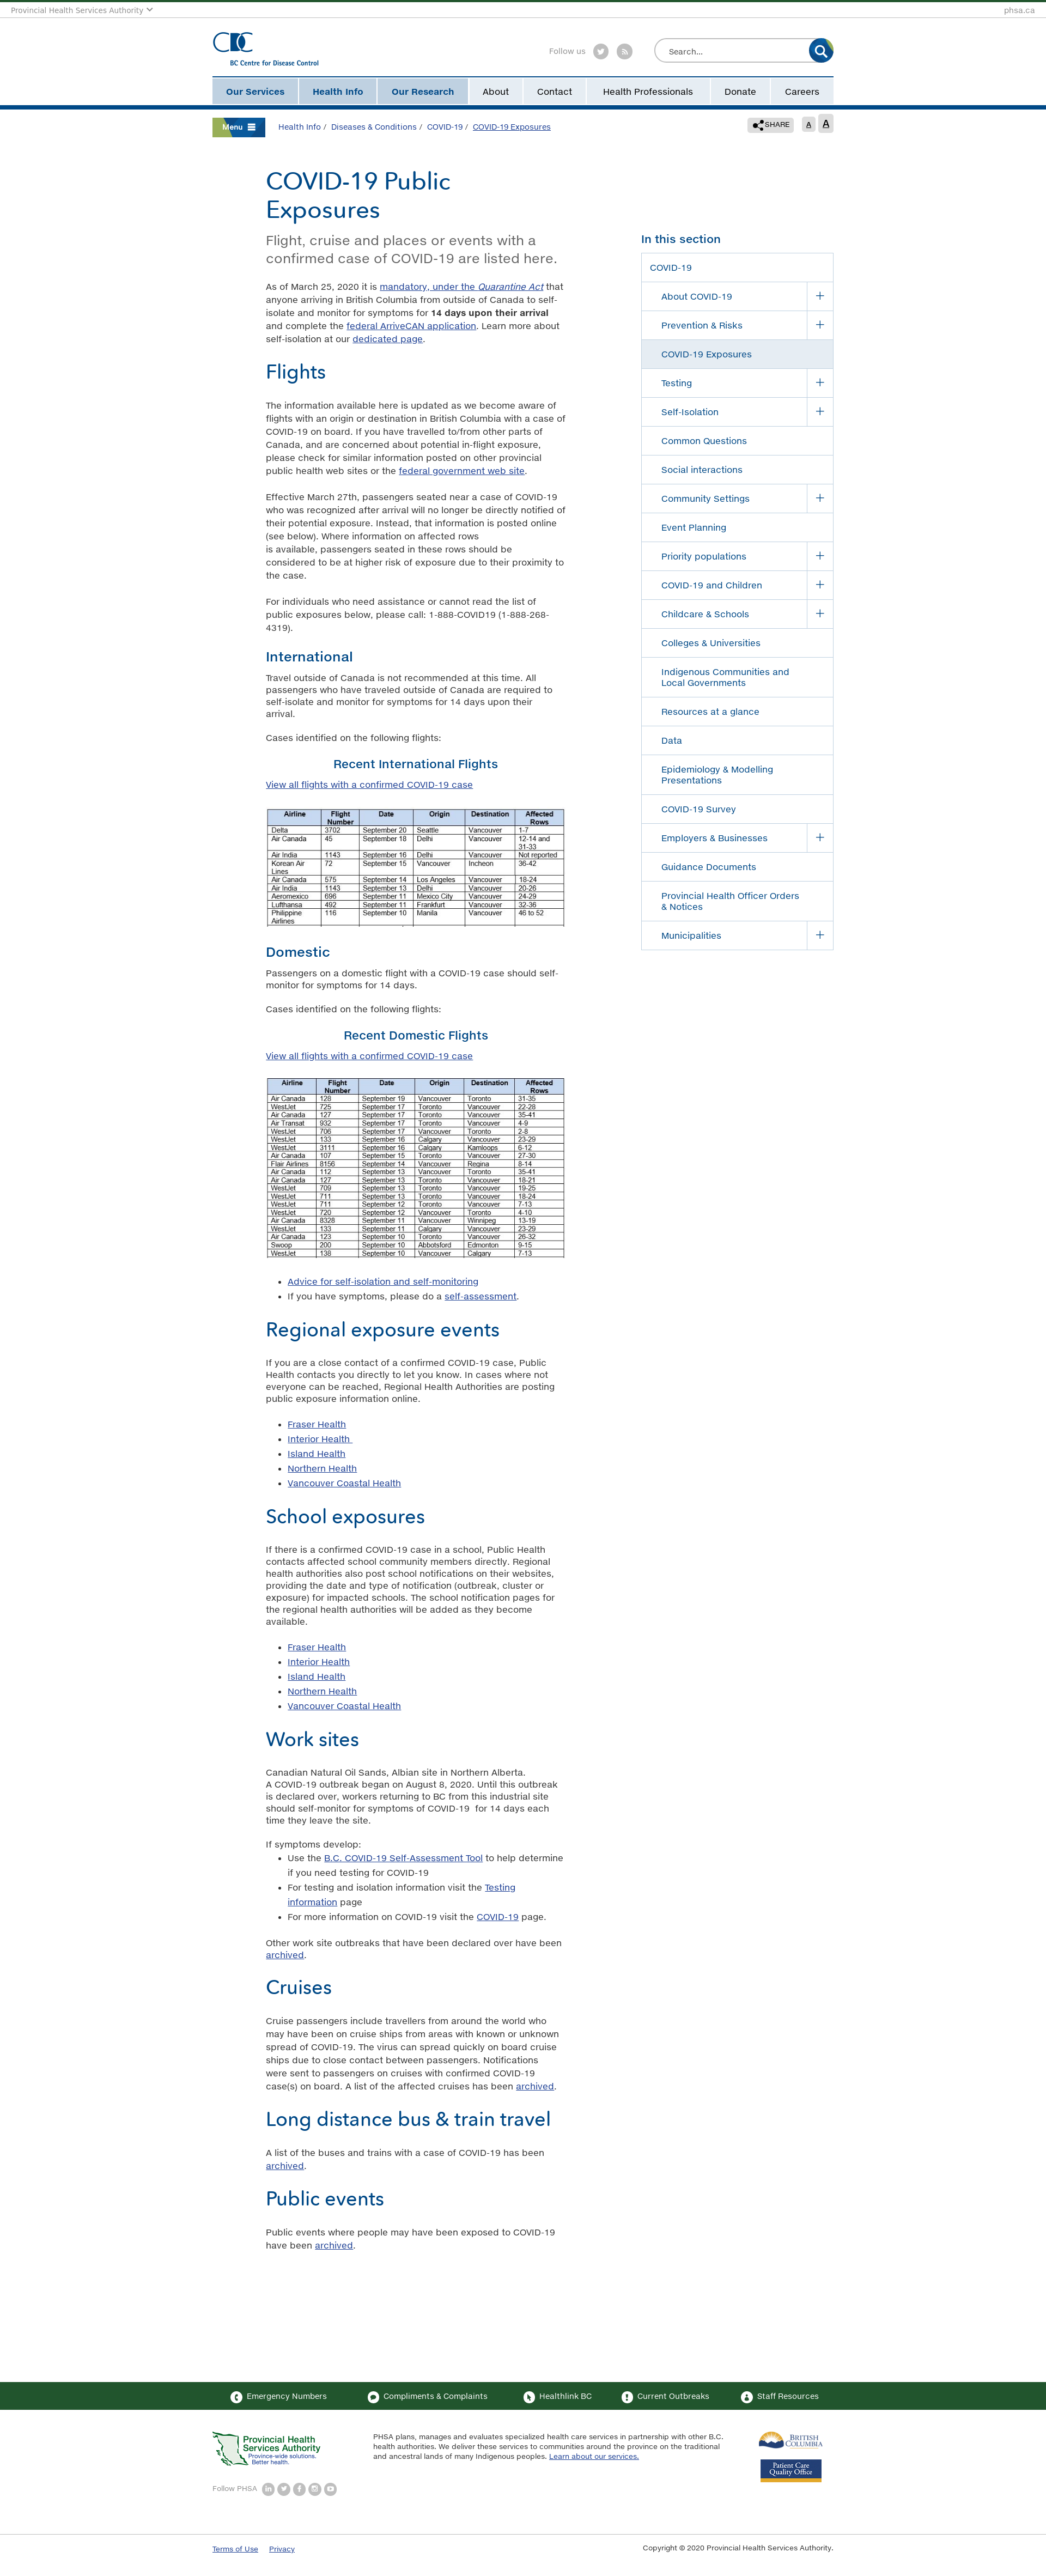 Provincial Health Services Authority
phsa.ca
BC Centre for Disease Control
Follow us
Search...
Our Services
Health Info
Our Research
About
Contact
Health Professionals
Donate
Careers
Menu
Health Info / Diseases & Conditions / COVID-19 / COVID-19 Exposures
SHARE
A
A
COVID-19 Public
Exposures
Flight, cruise and places or events with a
confirmed case of COVID-19 are listed here.
As of March 25, 2020 it is mandatory, under the Quarantine Act that
anyone arriving in British Columbia from outside of Canada to self-
isolate and monitor for symptoms for 14 days upon their arrival
and complete the federal ArriveCAN application. Learn more about
self-isolation at our dedicated page.
Flights
The information available here is updated as we become aware of
flights with an origin or destination in British Columbia with a case of
COVID-19 on board. If you have travelled to/from other parts of
Canada, and are concerned about potential in-flight exposure,
please check for similar information posted on other provincial
public health web sites or the federal government web site.
Effective March 27th, passengers seated near a case of COVID-19
who was recognized after arrival will no longer be directly notified of
their potential exposure. Instead, that information is posted online
(see below). Where information on affected rows
is available, passengers seated in these rows should be
considered to be at higher risk of exposure due to their proximity to
the case.
For individuals who need assistance or cannot read the list of
public exposures below, please call: 1-888-COVID19 (1-888-268-
4319).
International
Travel outside of Canada is not recommended at this time. All
passengers who have traveled outside of Canada are required to
self-isolate and monitor for symptoms for 14 days upon their
arrival.
Cases identified on the following flights:
Recent International Flights
View all flights with a confirmed COVID-19 case
Airline Flight Number Date Origin Destination Affected Rows
Delta 3702 September 20 Seattle Vancouver 1-7
Air Canada 45 September 18 Delhi Vancouver 12-14 and 31-33
Air India 1143 September 16 Delhi Vancouver Not reported
Korean Air Lines 72 September 15 Vancouver Incheon 36-42
Air Canada 575 September 14 Los Angeles Vancouver 18-24
Air India 1143 September 13 Delhi Vancouver 20-26
Aeromexico 696 September 11 Mexico City Vancouver 24-29
Lufthansa 492 September 11 Frankfurt Vancouver 32-36
Philippine Airlines 116 September 10 Manila Vancouver 46 to 52
Domestic
Passengers on a domestic flight with a COVID-19 case should self-
monitor for symptoms for 14 days.
Cases identified on the following flights:
Recent Domestic Flights
View all flights with a confirmed COVID-19 case
Airline Flight Number Date Origin Destination Affected Rows
Air Canada 128 September 19 Vancouver Toronto 31-35
WestJet 725 September 17 Toronto Vancouver 22-28
Air Canada 127 September 17 Toronto Vancouver 35-41
Air Transat 932 September 17 Toronto Vancouver 4-9
WestJet 706 September 17 Vancouver Toronto 2-8
WestJet 133 September 16 Calgary Vancouver 23-29
WestJet 3111 September 16 Calgary Kamloops 6-12
Air Canada 107 September 15 Toronto Vancouver 27-30
Flair Airlines 8156 September 14 Vancouver Regina 8-14
Air Canada 112 September 13 Vancouver Toronto 35-41
Air Canada 127 September 13 Toronto Vancouver 18-21
WestJet 709 September 13 Toronto Vancouver 19-25
WestJet 711 September 13 Toronto Vancouver 18-24
WestJet 711 September 12 Toronto Vancouver 7-13
WestJet 720 September 12 Vancouver Toronto 4-10
Air Canada 8328 September 11 Vancouver Winnipeg 13-19
WestJet 133 September 11 Calgary Vancouver 23-29
Air Canada 123 September 10 Toronto Vancouver 26-32
Swoop 200 September 10 Abbotsford Edmonton 9-15
WestJet 138 September 10 Vancouver Calgary 7-13
• Advice for self-isolation and self-monitoring
• If you have symptoms, please do a self-assessment.
Regional exposure events
If you are a close contact of a confirmed COVID-19 case, Public
Health contacts you directly to let you know. In cases where not
everyone can be reached, Regional Health Authorities are posting
public exposure information online.
• Fraser Health
• Interior Health
• Island Health
• Northern Health
• Vancouver Coastal Health
School exposures
If there is a confirmed COVID-19 case in a school, Public Health
contacts affected school community members directly. Regional
health authorities also post school notifications on their websites,
providing the date and type of notification (outbreak, cluster or
exposure) for impacted schools. The school notification pages for
the regional health authorities will be added as they become
available.
• Fraser Health
• Interior Health
• Island Health
• Northern Health
• Vancouver Coastal Health
Work sites
Canadian Natural Oil Sands, Albian site in Northern Alberta.
A COVID-19 outbreak began on August 8, 2020. Until this outbreak
is declared over, workers returning to BC from this industrial site
should self-monitor for symptoms of COVID-19 for 14 days each
time they leave the site.
If symptoms develop:
• Use the B.C. COVID-19 Self-Assessment Tool to help determine
if you need testing for COVID-19
• For testing and isolation information visit the Testing
information page
• For more information on COVID-19 visit the COVID-19 page.
Other work site outbreaks that have been declared over have been
archived.
Cruises
Cruise passengers include travellers from around the world who
may have been on cruise ships from areas with known or unknown
spread of COVID-19. The virus can spread quickly on board cruise
ships due to close contact between passengers. Notifications
were sent to passengers on cruises with confirmed COVID-19
case(s) on board. A list of the affected cruises has been archived.
Long distance bus & train travel
A list of the buses and trains with a case of COVID-19 has been
archived.
Public events
Public events where people may have been exposed to COVID-19
have been archived.
In this section
COVID-19
About COVID-19
Prevention & Risks
COVID-19 Exposures
Testing
Self-Isolation
Common Questions
Social interactions
Community Settings
Event Planning
Priority populations
COVID-19 and Children
Childcare & Schools
Colleges & Universities
Indigenous Communities and
Local Governments
Resources at a glance
Data
Epidemiology & Modelling
Presentations
COVID-19 Survey
Employers & Businesses
Guidance Documents
Provincial Health Officer Orders
& Notices
Municipalities
Emergency Numbers
Compliments & Complaints
Healthlink BC
Current Outbreaks
Staff Resources
Provincial Health
Services Authority
Province-wide solutions.
Better health.
PHSA plans, manages and evaluates specialized health care services in partnership with other B.C.
health authorities. We deliver these services to communities around the province on the traditional
and ancestral lands of many Indigenous peoples. Learn about our services.
BRITISH
COLUMBIA
Patient Care
Quality Office
Follow PHSA
Terms of Use
Privacy
Copyright © 2020 Provincial Health Services Authority.